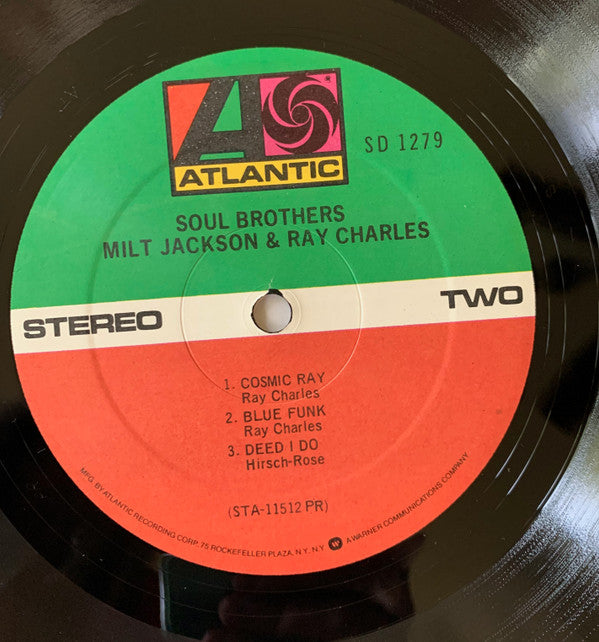 ATLANTIC
SD 1279
SOUL BROTHERS
MILT JACKSON & RAY CHARLES
STEREO
TWO
1. COSMIC RAY
Ray Charles
2. BLUE FUNK
Ray Charles
3. DEED I DO
Hirsch-Rose
(STA-11512 PR)
MFG. BY ATLANTIC RECORDING CORP., 75 ROCKEFELLER PLAZA, N.Y. N.Y. A WARNER COMMUNICATIONS COMPANY